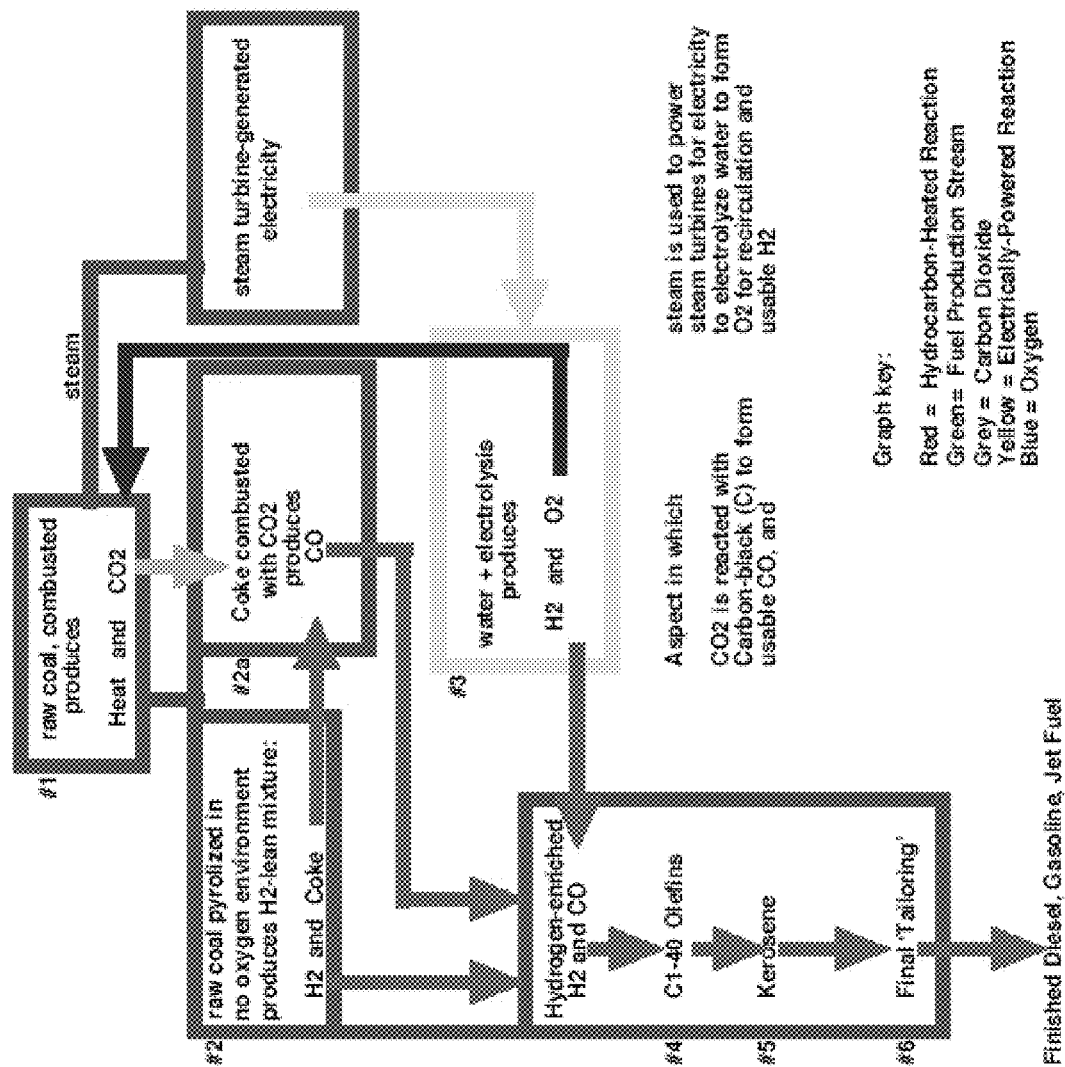 #1
raw coal, combusted
produces
Heat and CO2
steam
steam turbine-generated
electricity
#2
raw coal pyrolized in
no oxygen environment
produces H2-lean mixture:
H2 and Coke
#2a
Coke combusted
with CO2
produces
CO
#3
water + electrolysis
produces
H2 and O2
Hydrogen-enriched
H2 and CO
#4
C1-40 Olefins
#5
Kerosene
#6
Final 'Tailoring'
Finished Diesel, Gasoline, Jet Fuel
Aspect in which
CO2 is reacted with
Carbon-black (C) to form
usable CO, and
steam is used to power
steam turbines for electricity
to electrolyze water to form
O2 for recirculation and
usable H2
Graph key:
Red = Hydrocarbon-Heated Reaction
Green= Fuel Production Stream
Grey = Carbon Dioxide
Yellow = Electrically-Powered Reaction
Blue = Oxygen